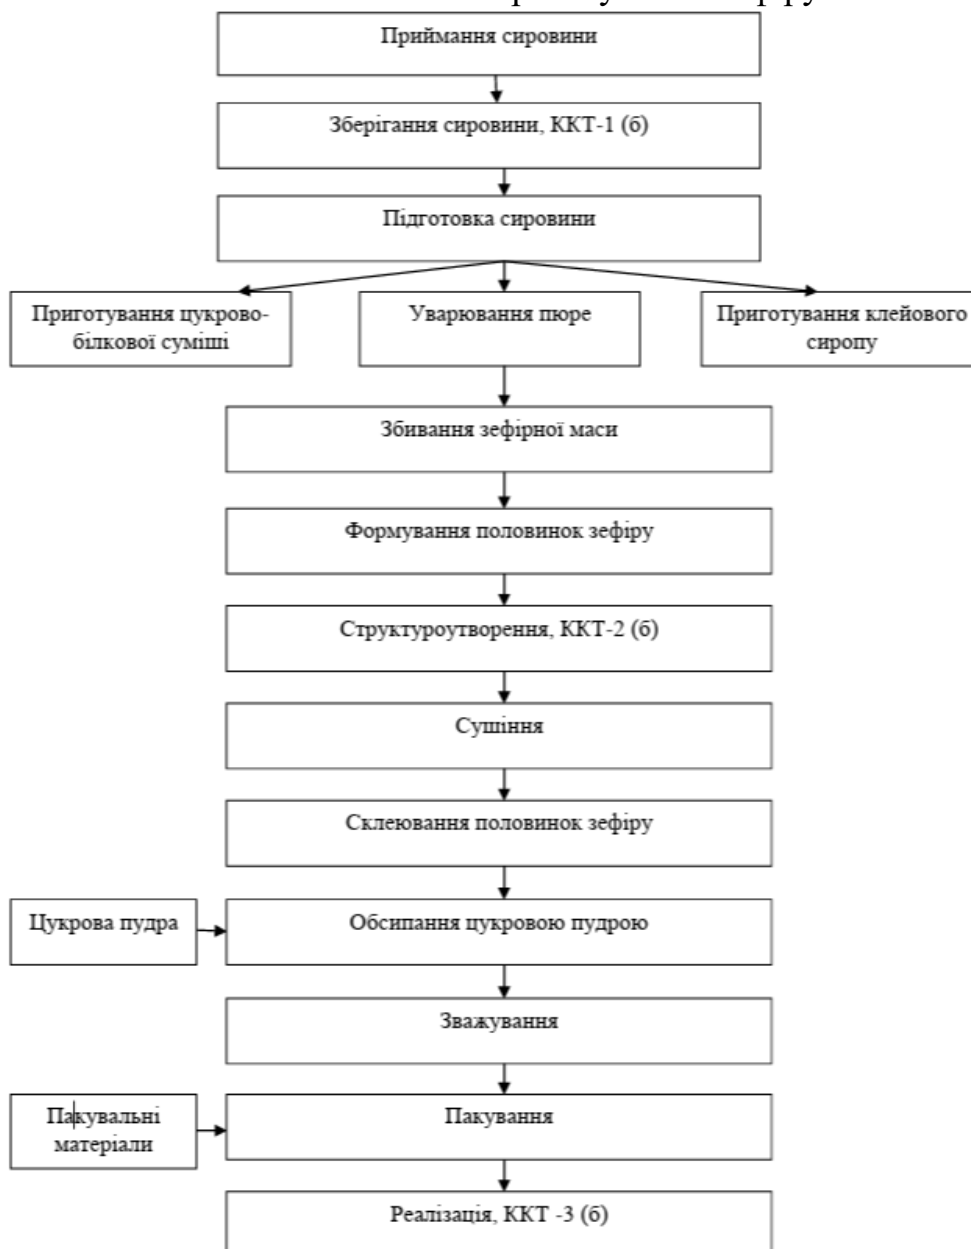 Приймання сировини
Зберігання сировини, ККТ-1 (б)
Підготовка сировини
Приготування цукрово-
білкової суміші
Уварювання пюре
Приготування клейового
сиропу
Збивання зефірної маси
Формування половинок зефіру
Структуроутворення, ККТ-2 (б)
Сушіння
Склеювання половинок зефіру
Цукрова пудра
Обсипання цукровою пудрою
Зважування
Пакувальні
матеріали
Пакування
Реалізація, ККТ -3 (б)